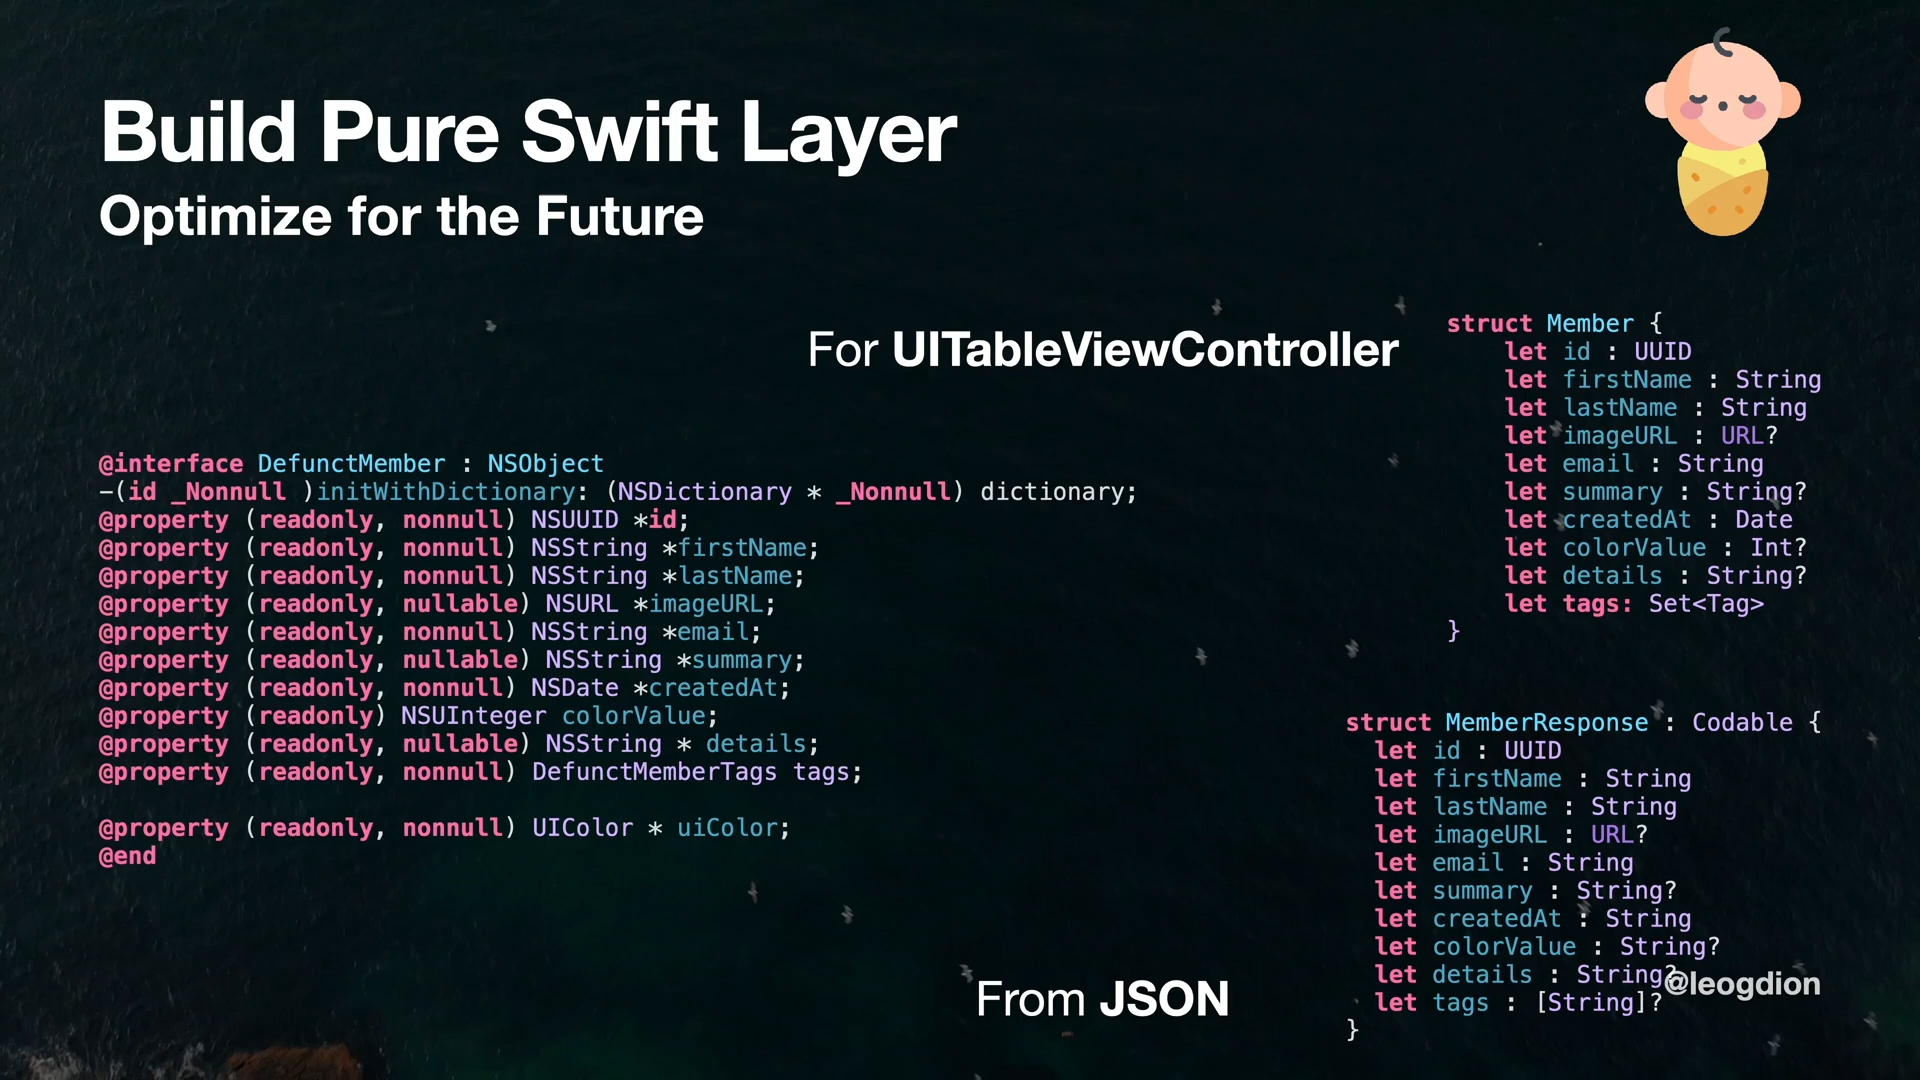 Build Pure Swift Layer
Optimize for the Future
For UITableViewController
@interface DefunctMember : NSObject
-(id _Nonnull )initWithDictionary: (NSDictionary * _Nonnull) dictionary;
@property (readonly, nonnull) NSUUID *id;
@property (readonly, nonnull) NSString *firstName;
@property (readonly, nonnull) NSString *lastName;
@property (readonly, nullable) NSURL *imageURL;
@property (readonly, nonnull) NSString *email;
@property (readonly, nullable) NSString *summary;
@property (readonly, nonnull) NSDate *createdAt;
@property (readonly) NSUInteger colorValue;
@property (readonly, nullable) NSString * details;
@property (readonly, nonnull) DefunctMemberTags tags;
@property (readonly, nonnull) UIColor * uiColor;
@end
struct Member {
let id : UUID
let firstName : String
let lastName : String
let imageURL : URL?
let email : String
let summary : String?
let createdAt : Date
let colorValue : Int?
let details : String?
let tags: Set<Tag>
}
From JSON
struct MemberResponse : Codable {
let id : UUID
let firstName : String
let lastName : String
let imageURL : URL?
let email : String
let summary : String?
let createdAt : String
let colorValue : String?
let details : String?
let tags : [String]?
}
@leogdion